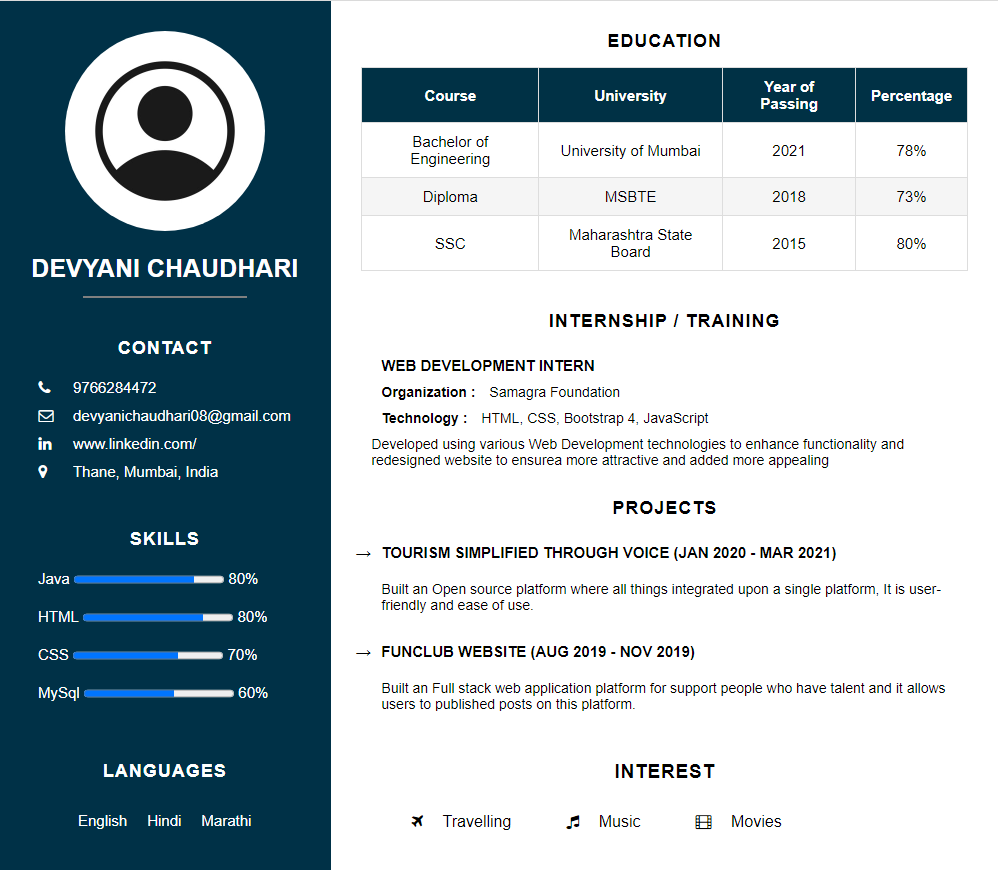 DEVYANI CHAUDHARI
CONTACT
9766284472
devyanichaudhari08@gmail.com
www.linkedin.com/
Thane, Mumbai, India
SKILLS
Java 80%
HTML 80%
CSS 70%
MySql 60%
LANGUAGES
English Hindi Marathi
EDUCATION
Course University Year of Passing Percentage
Bachelor of Engineering University of Mumbai 2021 78%
Diploma MSBTE 2018 73%
SSC Maharashtra State Board 2015 80%
INTERNSHIP / TRAINING
WEB DEVELOPMENT INTERN
Organization : Samagra Foundation
Technology : HTML, CSS, Bootstrap 4, JavaScript
Developed using various Web Development technologies to enhance functionality and
redesigned website to ensurea more attractive and added more appealing
PROJECTS
→ TOURISM SIMPLIFIED THROUGH VOICE (JAN 2020 - MAR 2021)
Built an Open source platform where all things integrated upon a single platform, It is user-
friendly and ease of use.
→ FUNCLUB WEBSITE (AUG 2019 - NOV 2019)
Built an Full stack web application platform for support people who have talent and it allows
users to published posts on this platform.
INTEREST
Travelling Music Movies